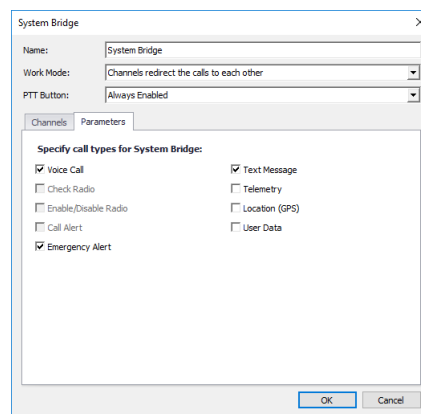 System Bridge
Name: System Bridge
Work Mode: Channels redirect the calls to each other
PTT Button: Always Enabled
Channels Parameters
Specify call types for System Bridge:
Voice Call Text Message
Check Radio Telemetry
Enable/Disable Radio Location (GPS)
Call Alert User Data
Emergency Alert
OK Cancel